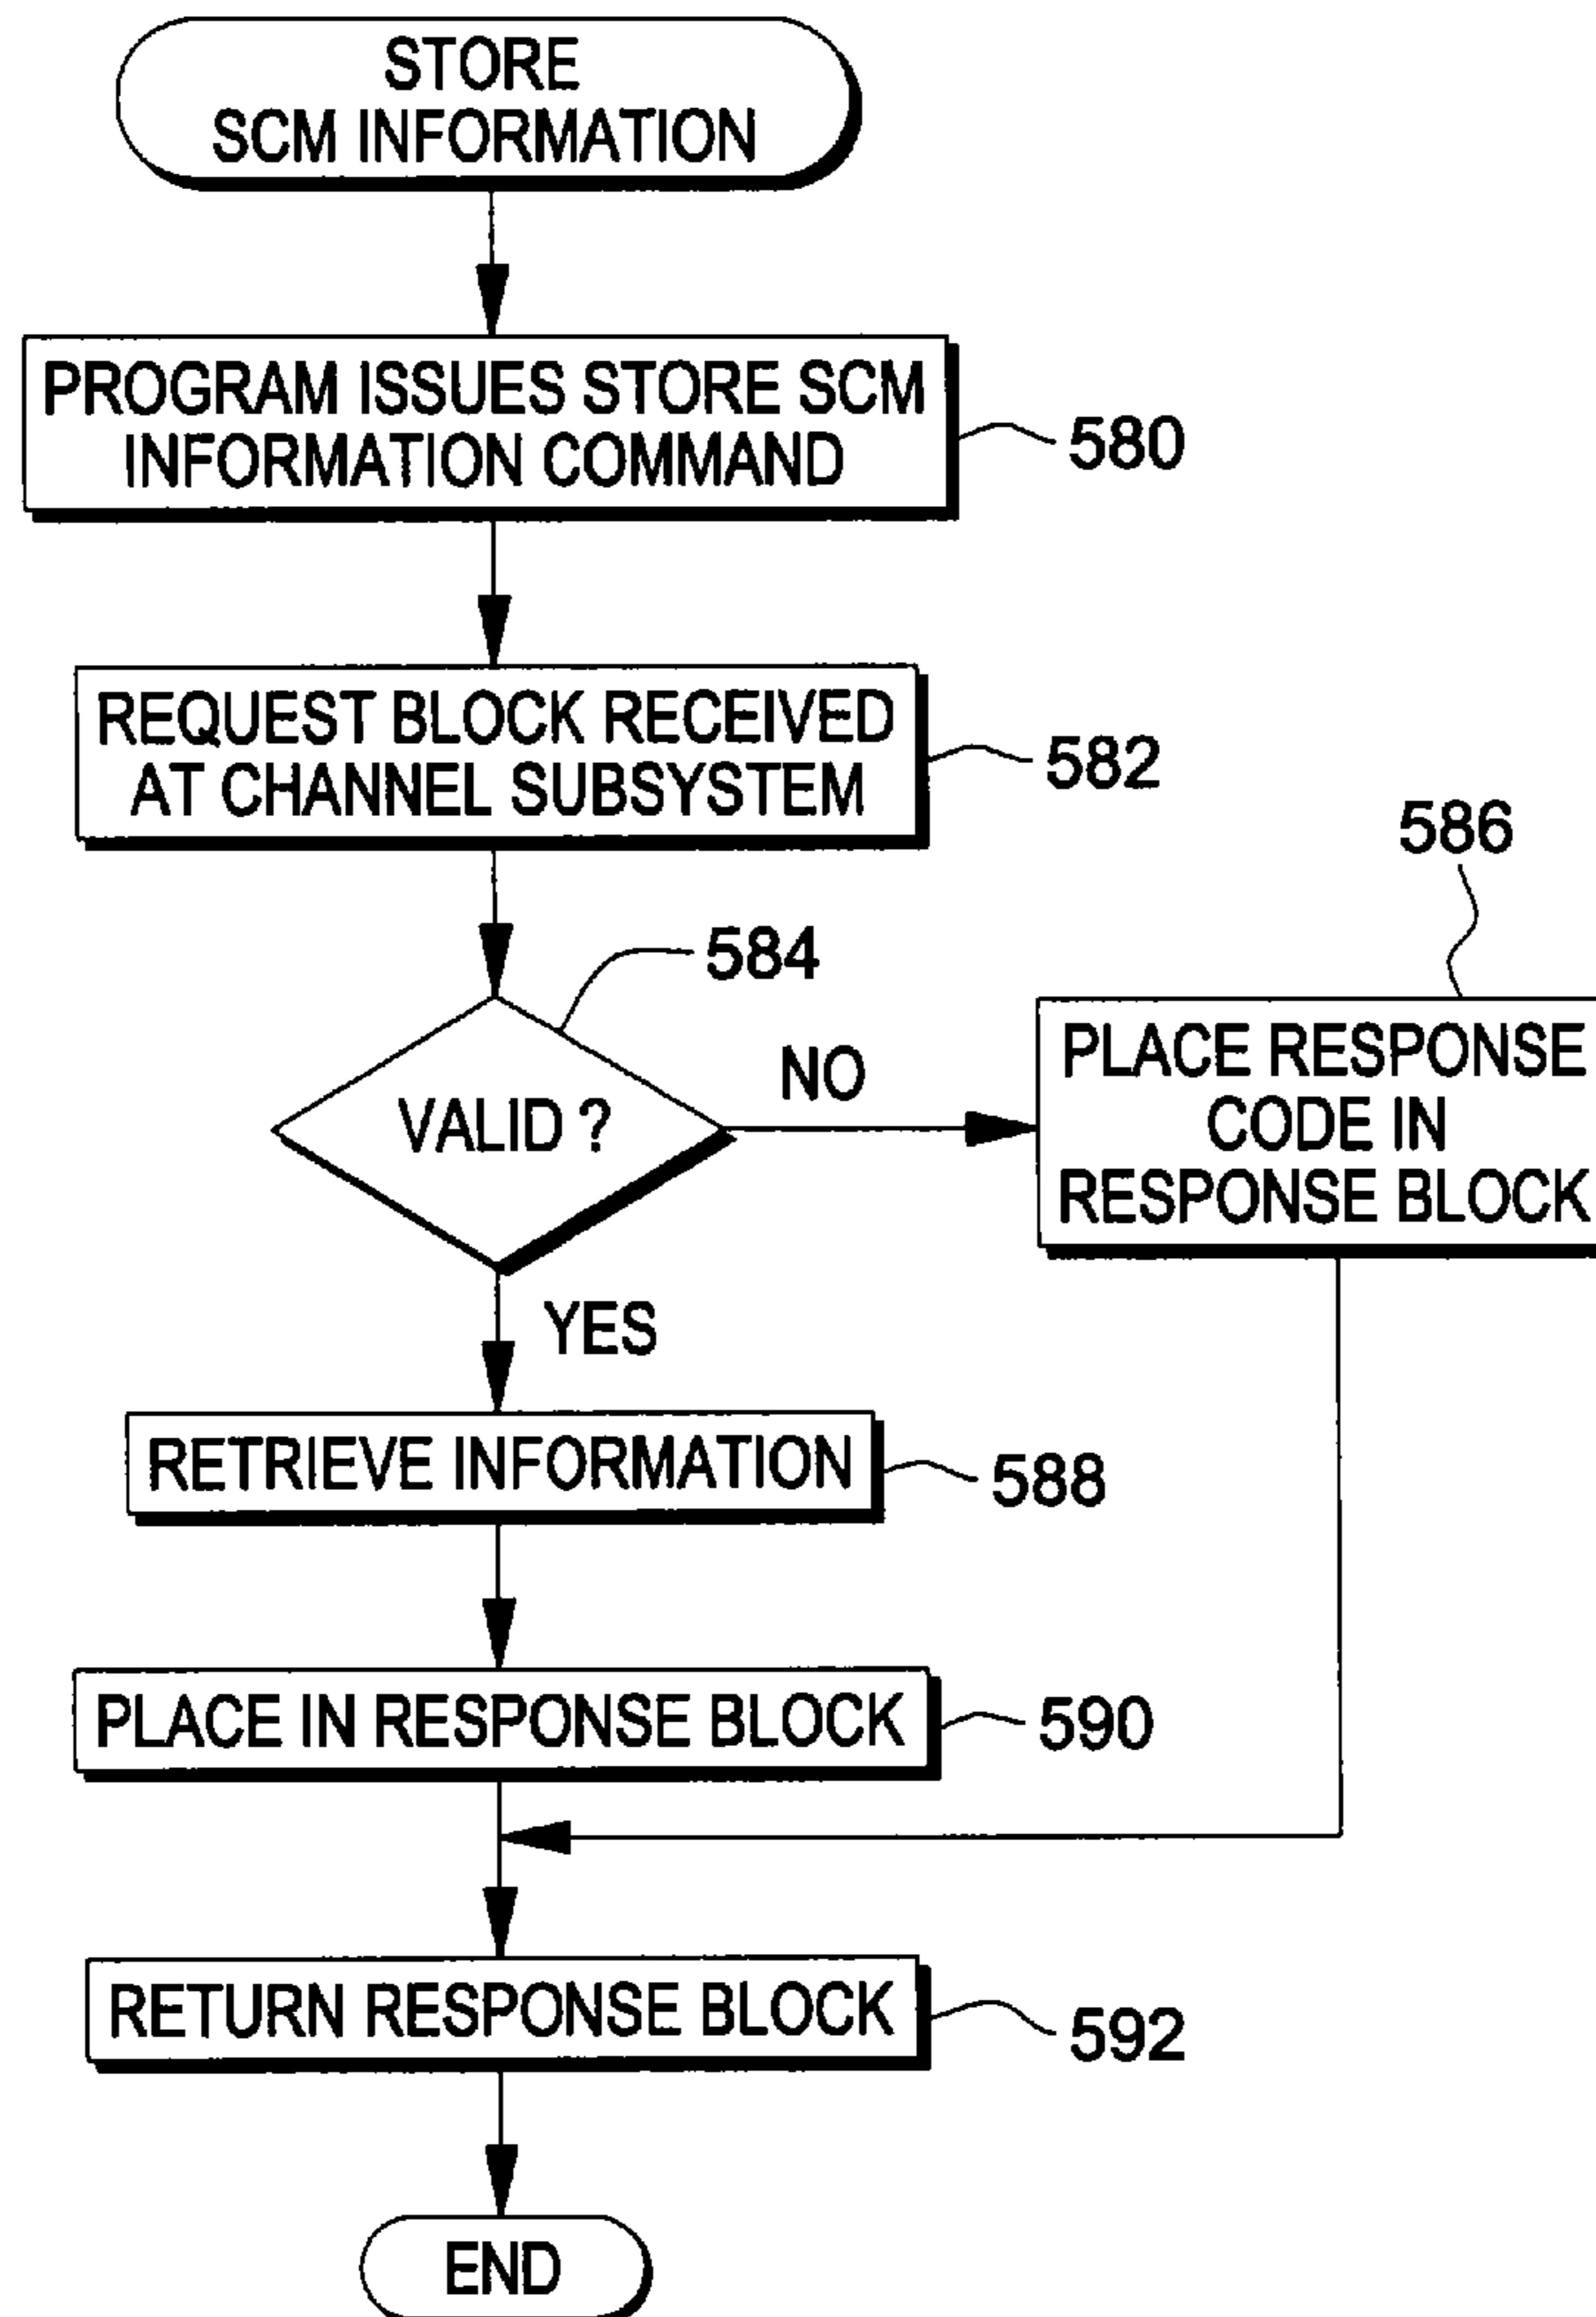 STORE
SCM INFORMATION
PROGRAM ISSUES STORE SCM
INFORMATION COMMAND
580
REQUEST BLOCK RECEIVED
AT CHANNEL SUBSYSTEM
582
584
586
VALID ?
NO
PLACE RESPONSE
CODE IN
RESPONSE BLOCK
YES
RETRIEVE INFORMATION
588
PLACE IN RESPONSE BLOCK
590
RETURN RESPONSE BLOCK
592
END